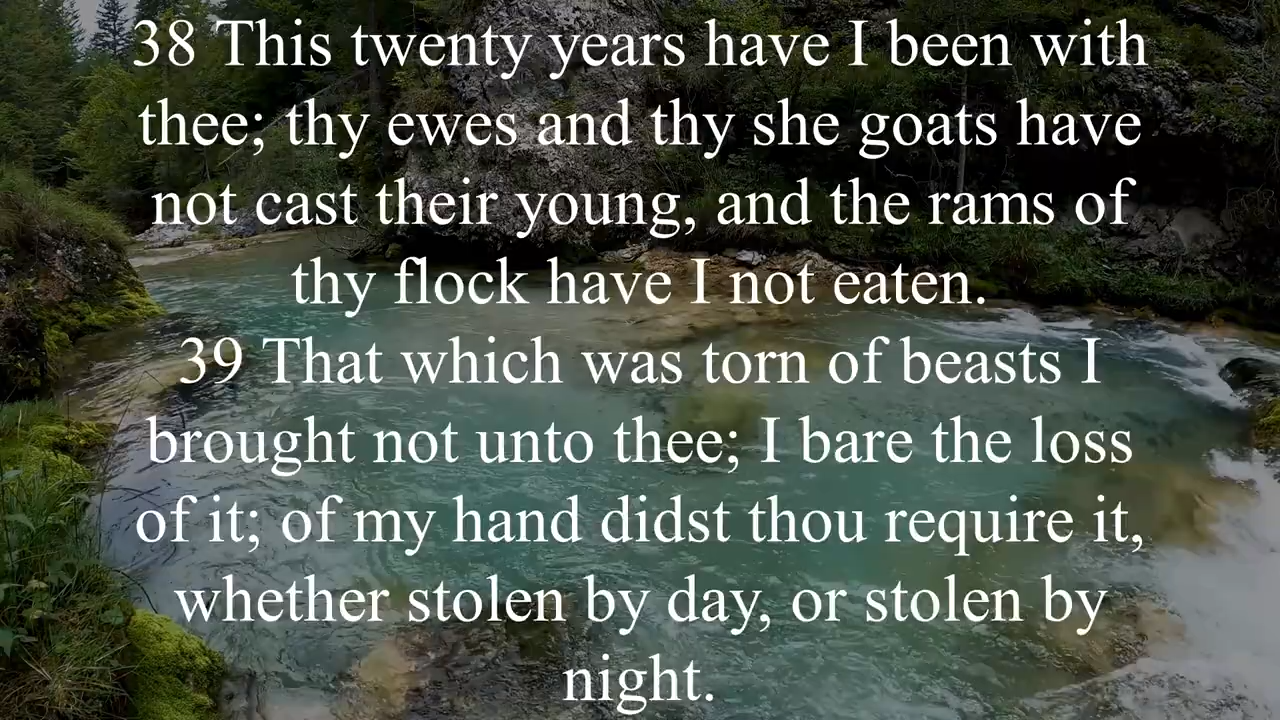 38 This twenty years have I been with
thee; thy ewes and thy she goats have
not cast their young, and the rams of
thy flock have I not eaten.
39 That which was torn of beasts I
brought not unto thee; I bare the loss
of it; of my hand didst thou require it,
whether stolen by day, or stolen by
night.